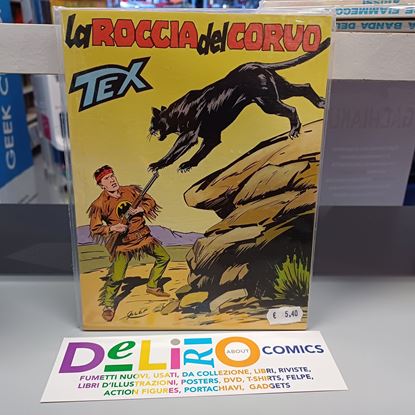 LA ROCCIA del CORVO
TEX
GEEK C
€ 5,40
DeLiRiO ABOUT COMICS
FUMETTI NUOVI, USATI, DA COLLEZIONE, LIBRI, RIVISTE,
LIBRI D'ILLUSTRAZIONI, POSTERS, DVD, T-SHIRTS, FELPE,
ACTION FIGURES, PORTACHIAVI, GADGETS